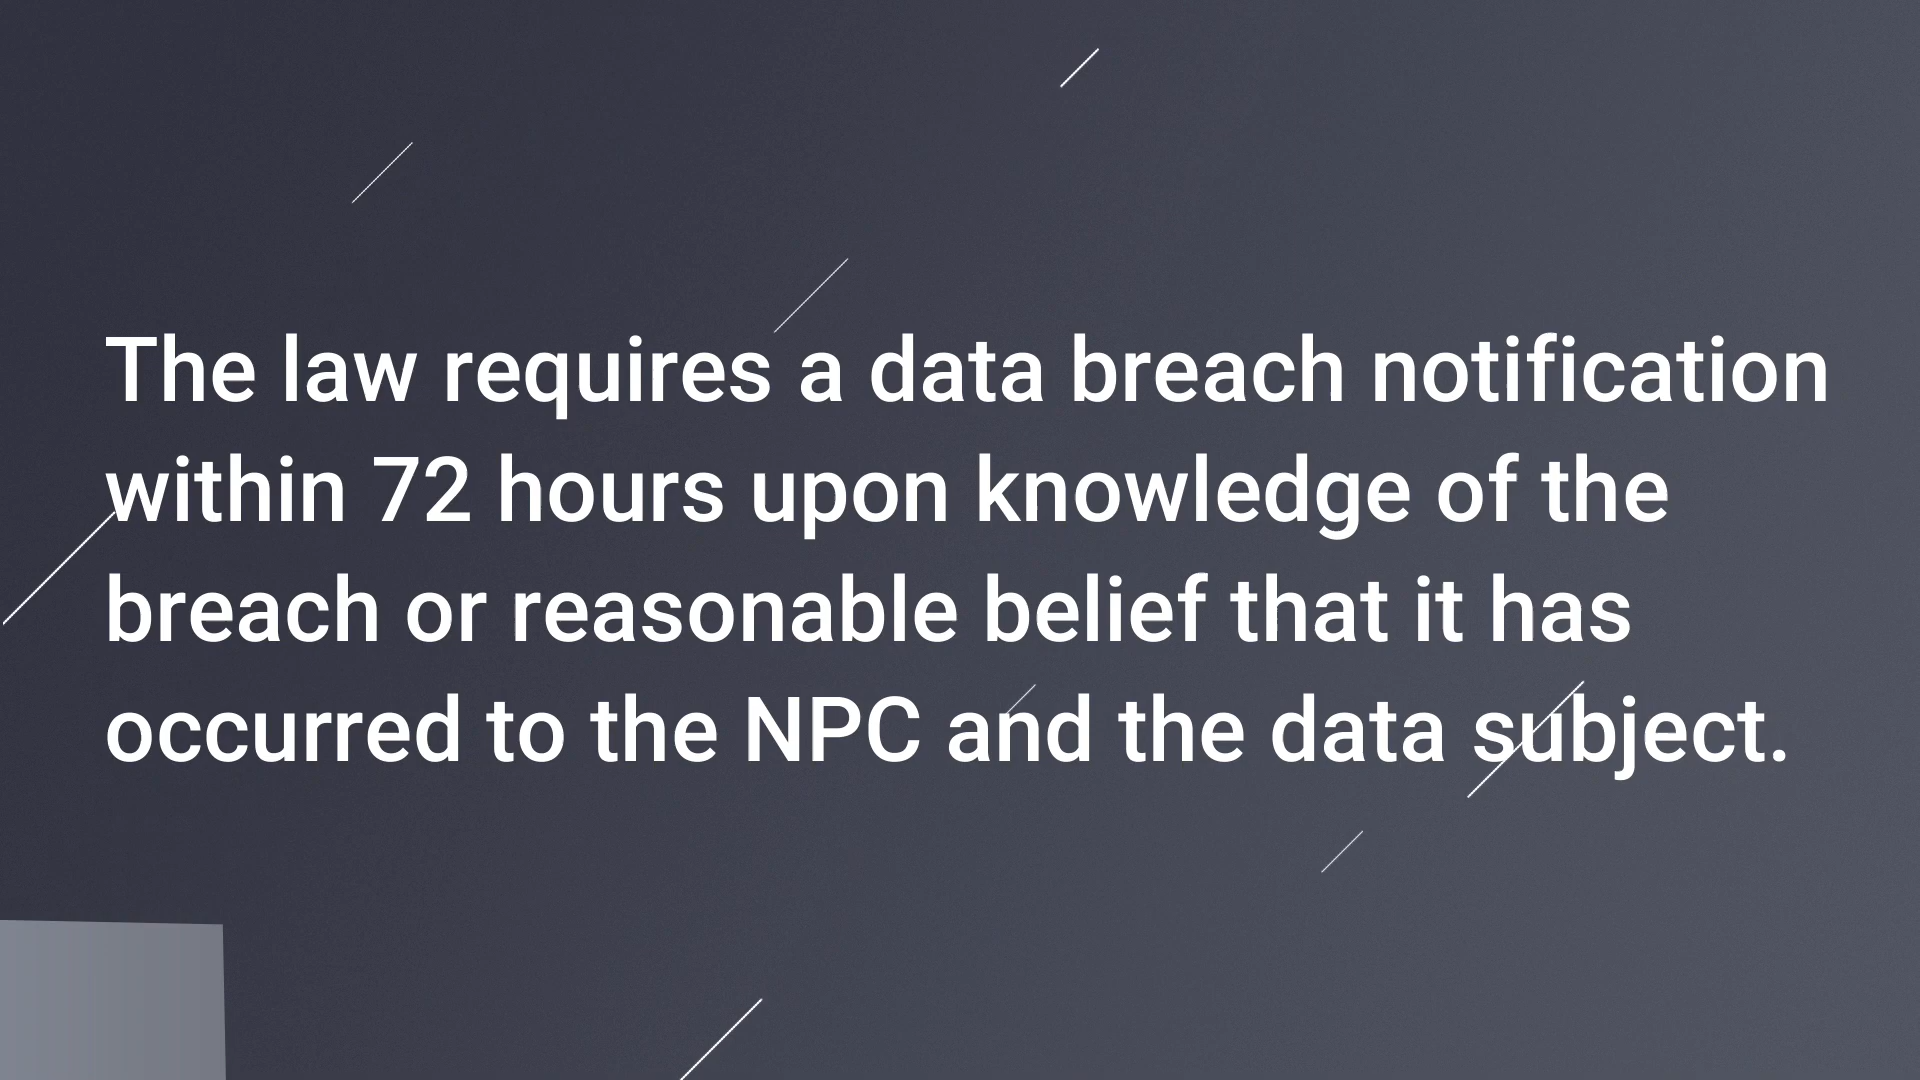 The law requires a data breach notification
within 72 hours upon knowledge of the
breach or reasonable belief that it has
occurred to the NPC and the data subject.